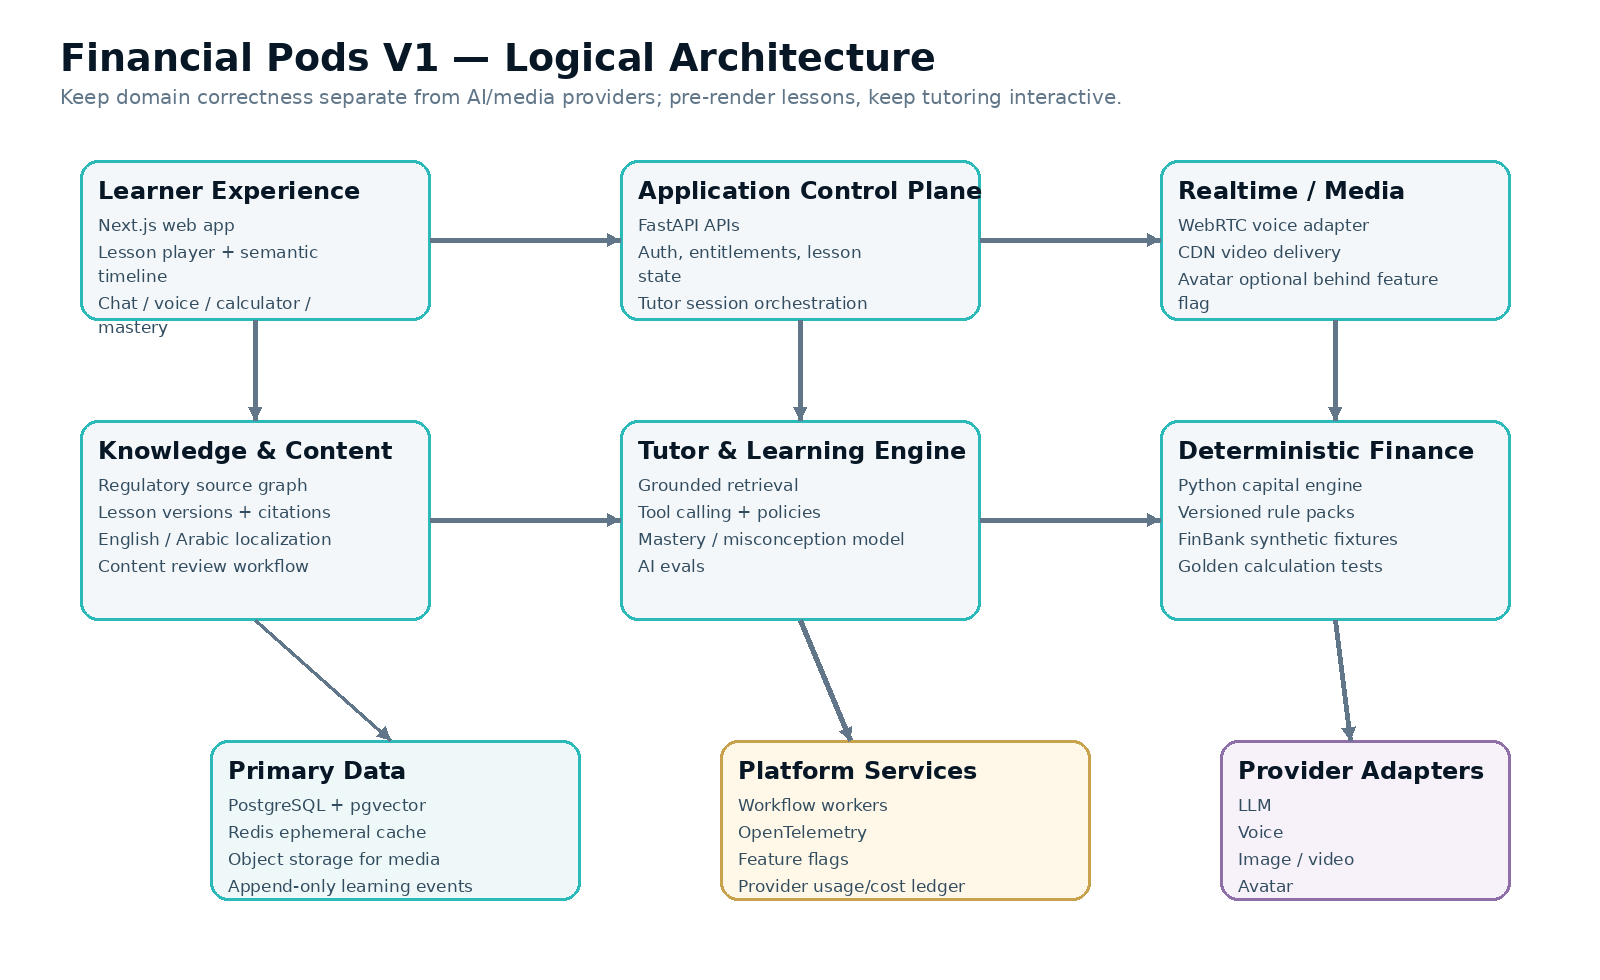 Financial Pods V1 — Logical Architecture
Keep domain correctness separate from AI/media providers; pre-render lessons, keep tutoring interactive.
Learner Experience
Next.js web app
Lesson player + semantic
timeline
Chat / voice / calculator /
mastery
Application Control Plane
FastAPI APIs
Auth, entitlements, lesson
state
Tutor session orchestration
Realtime / Media
WebRTC voice adapter
CDN video delivery
Avatar optional behind feature
flag
Knowledge & Content
Regulatory source graph
Lesson versions + citations
English / Arabic localization
Content review workflow
Tutor & Learning Engine
Grounded retrieval
Tool calling + policies
Mastery / misconception model
AI evals
Deterministic Finance
Python capital engine
Versioned rule packs
FinBank synthetic fixtures
Golden calculation tests
Primary Data
PostgreSQL + pgvector
Redis ephemeral cache
Object storage for media
Append-only learning events
Platform Services
Workflow workers
OpenTelemetry
Feature flags
Provider usage/cost ledger
Provider Adapters
LLM
Voice
Image / video
Avatar